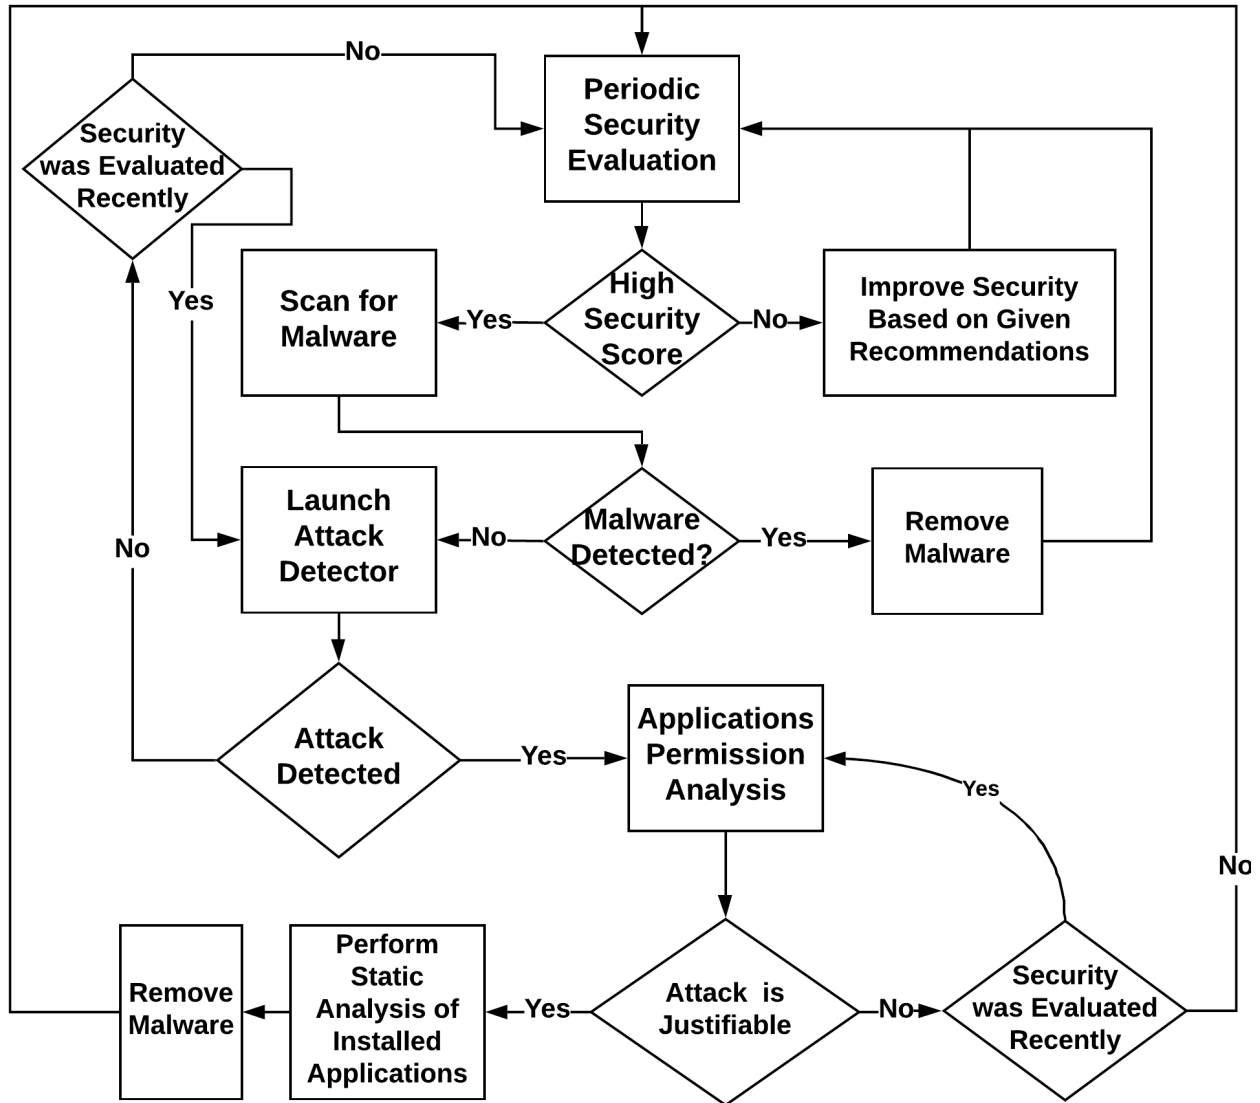 No
Periodic
Security
Evaluation
Security
was Evaluated
Recently
Yes
Scan for
Malware
Yes
High
Security
Score
No
Improve Security
Based on Given
Recommendations
Launch
Attack
Detector
No
Malware
Detected?
Yes
Remove
Malware
No
Attack
Detected
Yes
Applications
Permission
Analysis
Yes
No
Remove
Malware
Perform
Static
Analysis of
Installed
Applications
Yes
Attack is
Justifiable
No
Security
was Evaluated
Recently